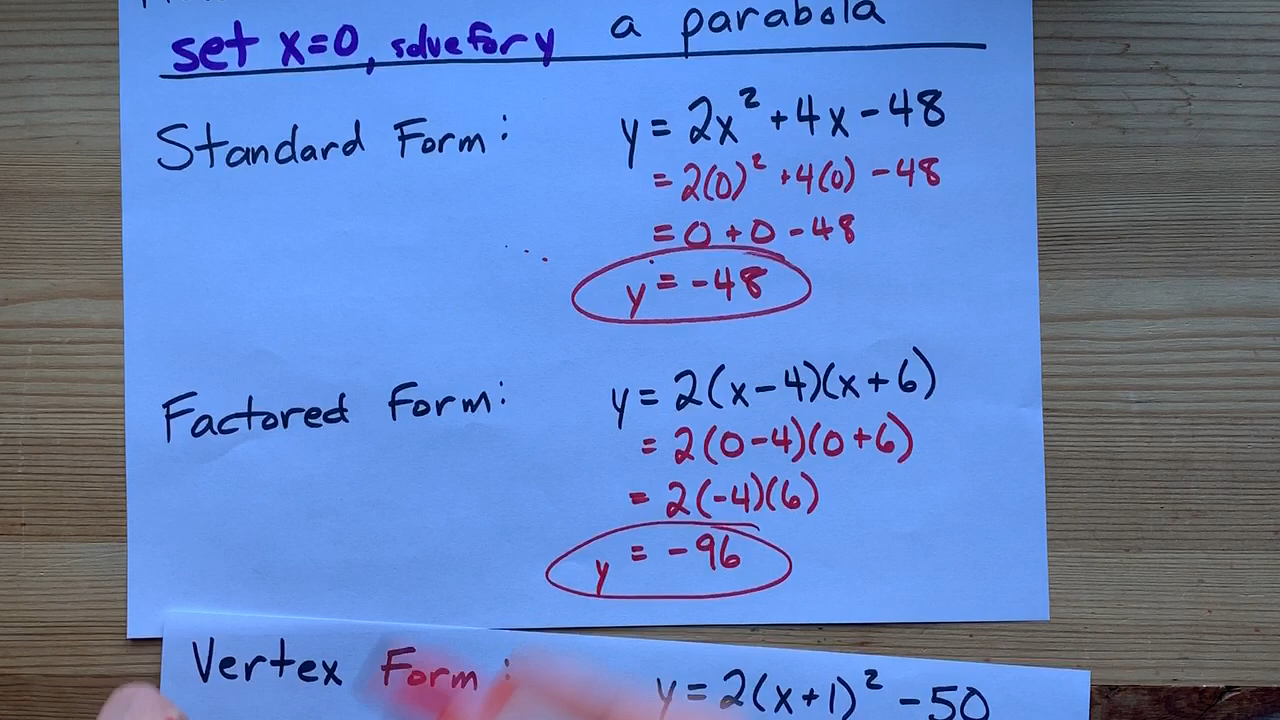 set x=0, solve for y a parabola
Standard Form: y = 2x² + 4x - 48
= 2(0)² + 4(0) - 48
= 0 + 0 - 48
y = -48
Factored Form: y = 2(x-4)(x+6)
= 2(0-4)(0+6)
= 2(-4)(6)
y = -96
Vertex Form: y = 2(x+1)² - 50